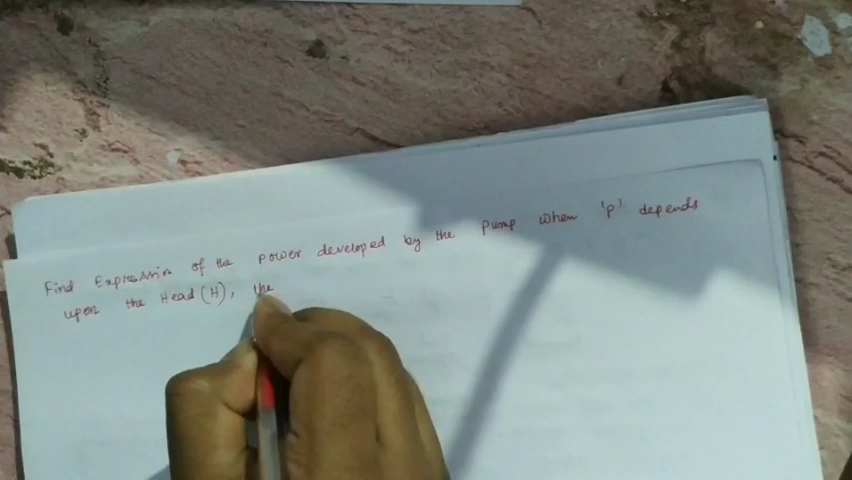 Find Expression of the power developed by the pump when 'p' depends
upon the Head (H), the